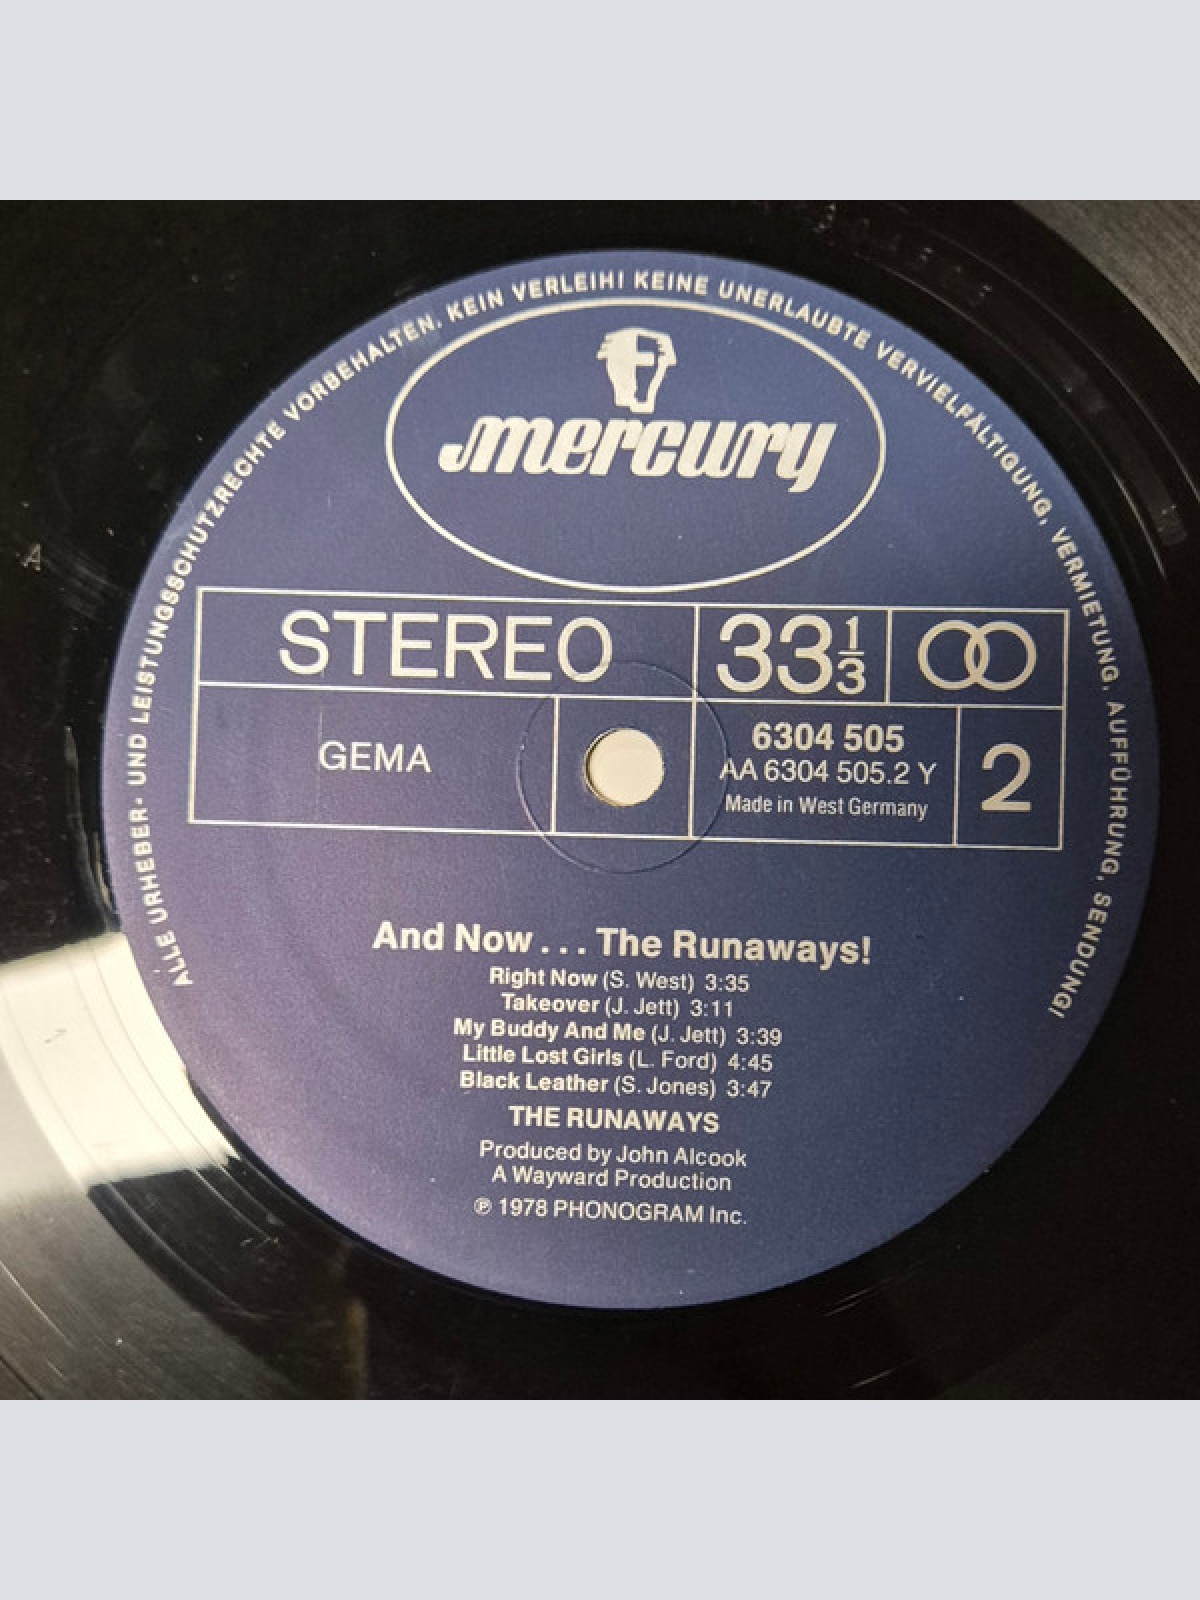 ALLE URHEBER- UND LEISTUNGSSCHUTZRECHTE VORBEHALTEN. KEIN VERLEIH! KEINE UNERLAUBTE VERVIELFÄLTIGUNG, VERMIETUNG, AUFFÜHRUNG, SENDUNG!
mercury
STEREO 33 1/3
GEMA
6304 505
AA 6304 505.2 Y
Made in West Germany
2
And Now... The Runaways!
Right Now (S. West) 3:35
Takeover (J. Jett) 3:11
My Buddy And Me (J. Jett) 3:39
Little Lost Girls (L. Ford) 4:45
Black Leather (S. Jones) 3:47
THE RUNAWAYS
Produced by John Alcook
A Wayward Production
℗ 1978 PHONOGRAM Inc.